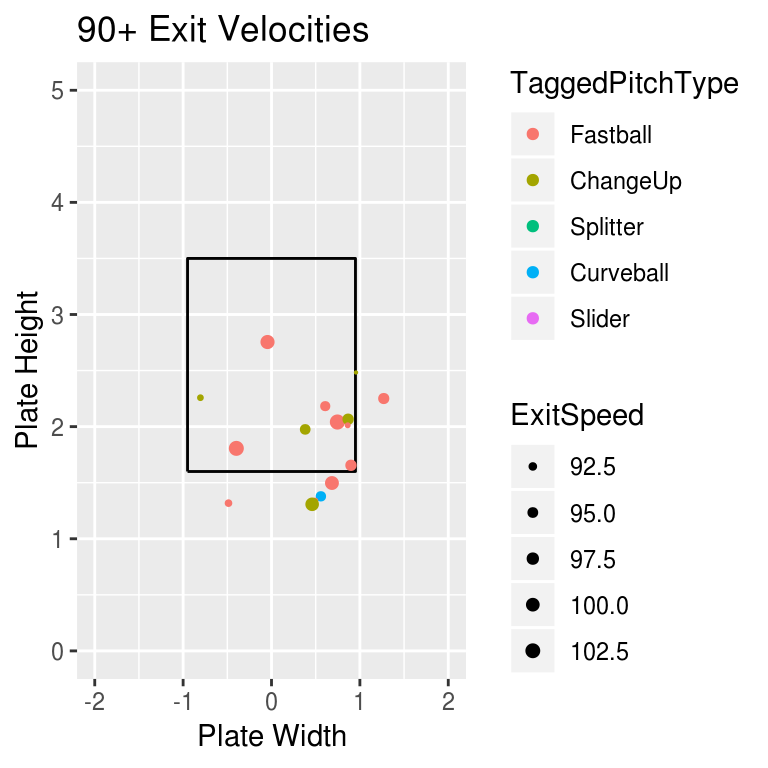 90+ Exit Velocities
5
4
3
2
1
0
-2 -1 0 1 2
Plate Height
Plate Width
TaggedPitchType
Fastball
ChangeUp
Splitter
Curveball
Slider
ExitSpeed
92.5
95.0
97.5
100.0
102.5